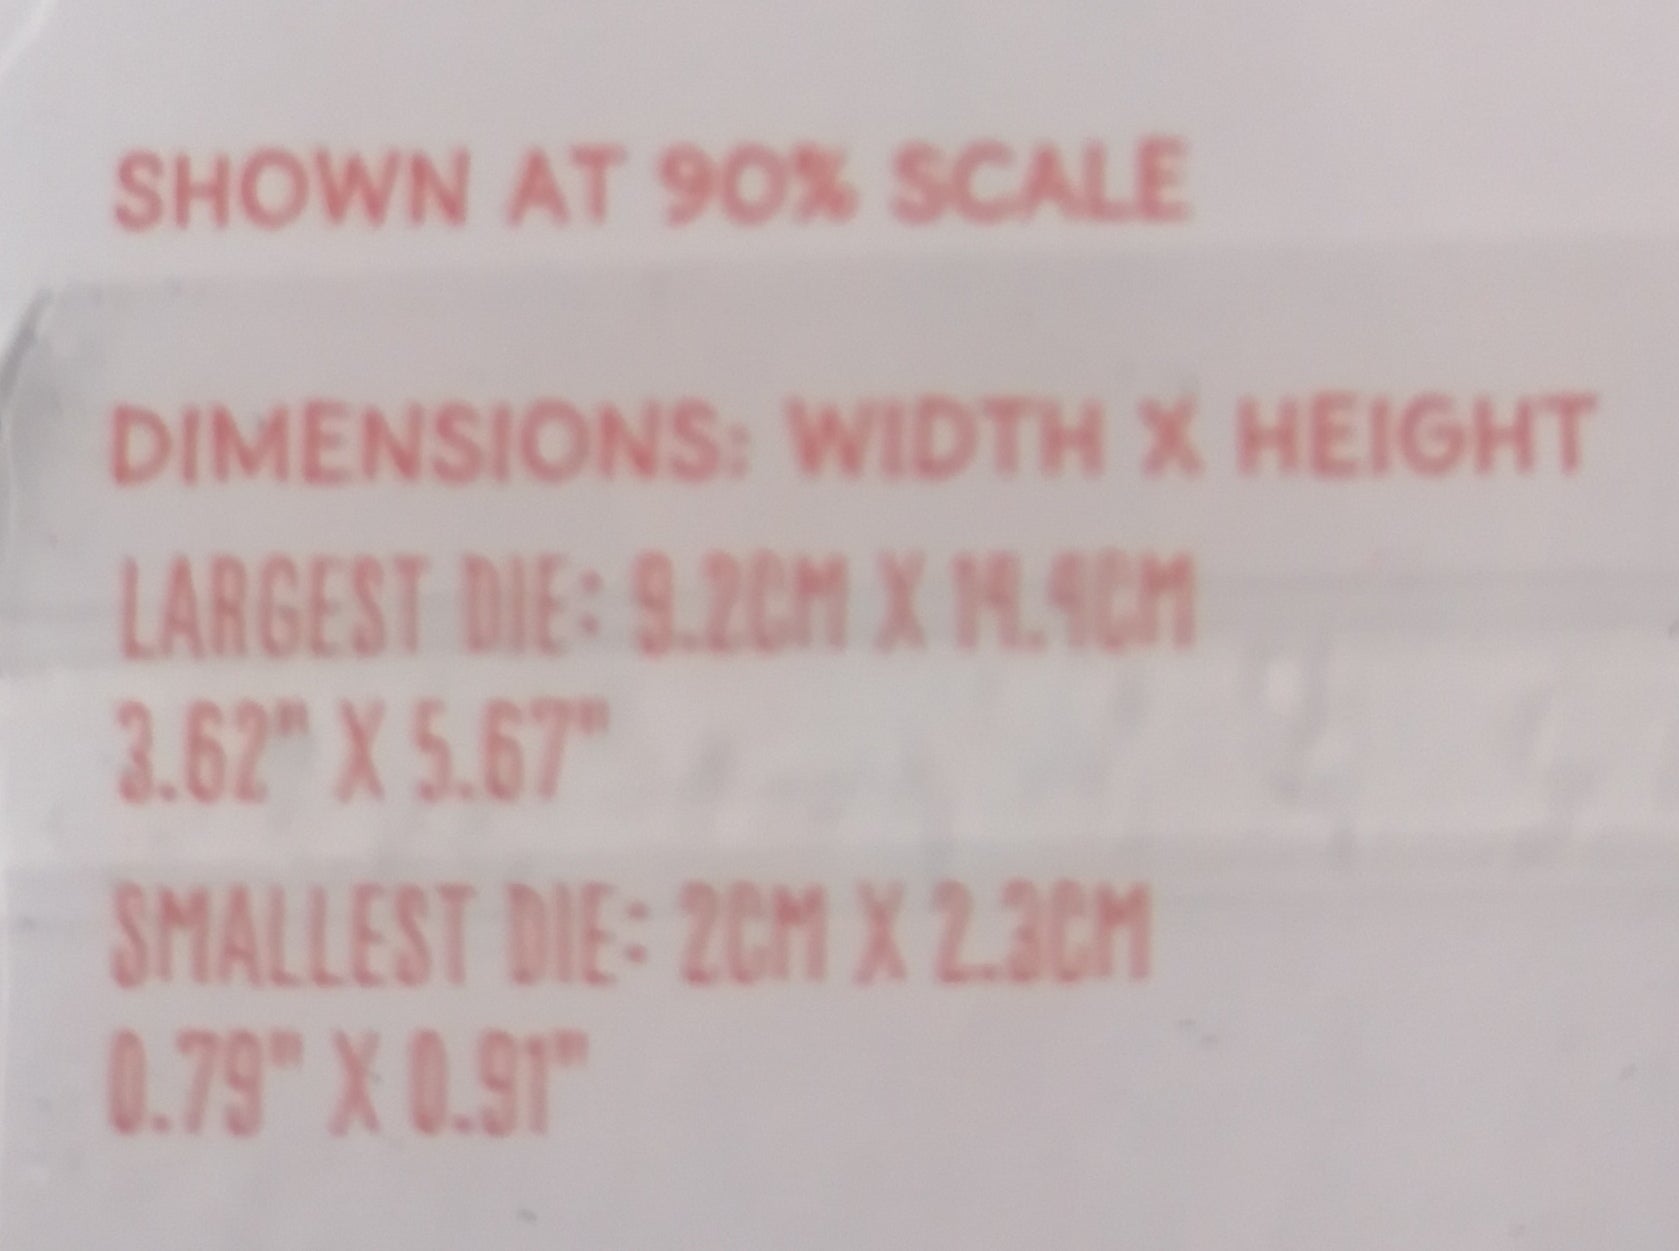 SHOWN AT 90% SCALE
DIMENSIONS: WIDTH X HEIGHT
LARGEST DIE: 9.2CM X 14.4CM
3.62" X 5.67"
SMALLEST DIE: 2CM X 2.3CM
0.79" X 0.91"